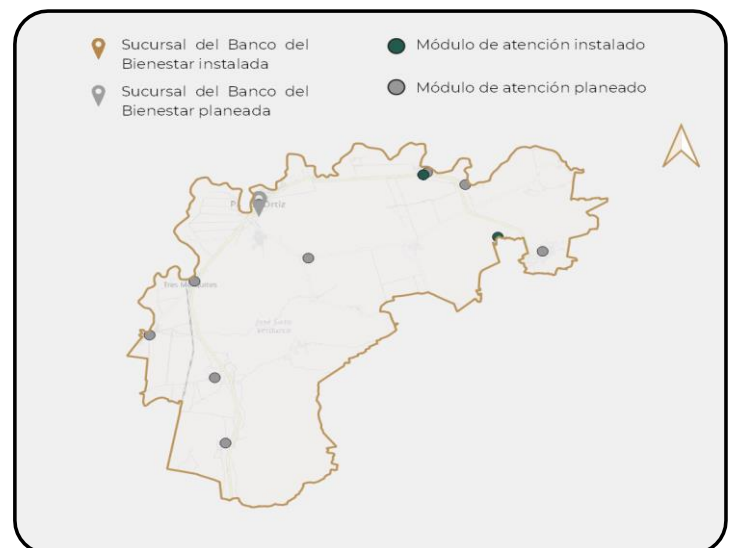 Sucursal del Banco del
Bienestar instalada
Sucursal del Banco del
Bienestar planeada
Módulo de atención instalado
Módulo de atención planeado
Ortiz